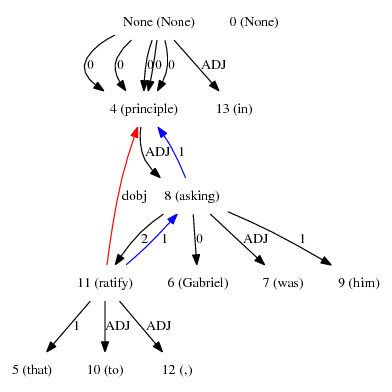 None (None) 0 (None)
0 0 0 0 0 ADJ
4 (principle) 13 (in)
ADJ 1
dobj 8 (asking)
2 1 0 ADJ 1
11 (ratify) 6 (Gabriel) 7 (was) 9 (him)
1 ADJ ADJ
5 (that) 10 (to) 12 (,)